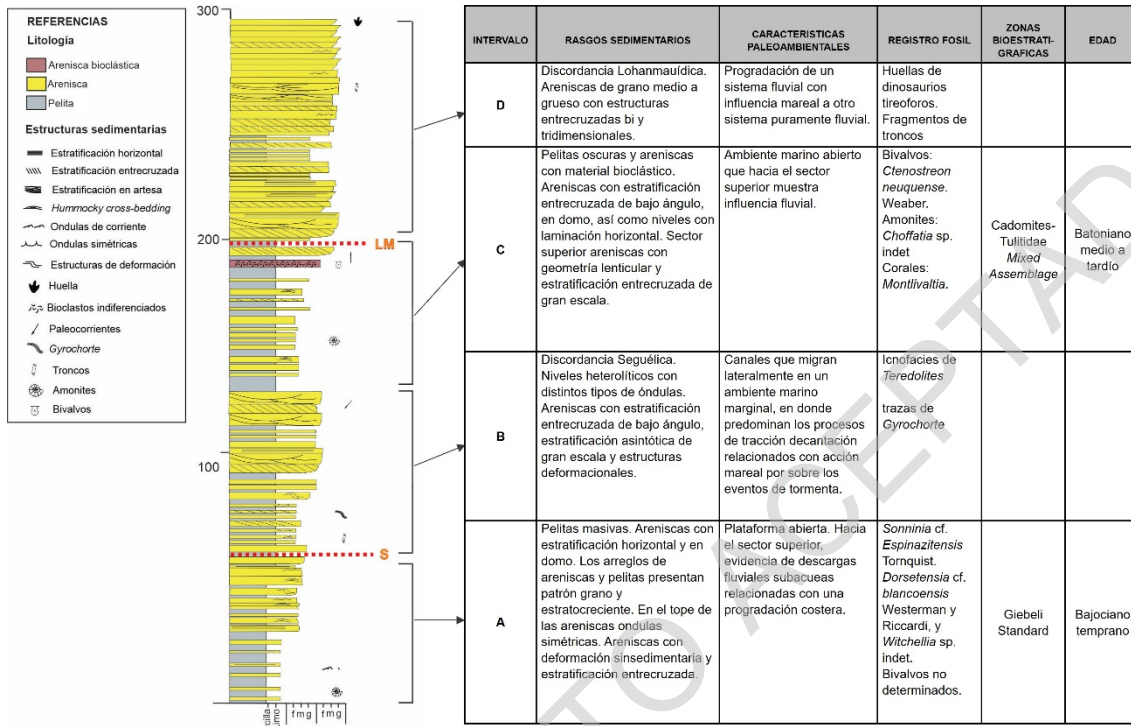 REFERENCIAS
Litología
Arenisca bioclástica
Arenisca
Pelita
Estructuras sedimentarias
Estratificación horizontal
Estratificación entrecruzada
Estratificación en artesa
Hummocky cross-bedding
Ondulas de corriente
Ondulas simétricas
Estructuras de deformación
Huella
Bioclastos indiferenciados
Paleocorrientes
Gyrochorte
Troncos
Amonites
Bivalvos
300
200
LM
100
S
0
f m g
f m g
INTERVALO
RASGOS SEDIMENTARIOS
CARACTERISTICAS
PALEOAMBIENTALES
REGISTRO FOSIL
ZONAS
BIOESTRATI-
GRAFICAS
EDAD
D
Discordancia Lohanmauídica.
Areniscas de grano medio a
grueso con estructuras
entrecruzadas bi y
tridimensionales.
Progradación de un
sistema fluvial con
influencia mareal a otro
sistema puramente fluvial.
Huellas de
dinosaurios
tireoforos.
Fragmentos de
troncos
C
Pelitas oscuras y areniscas
con material bioclástico.
Areniscas con estratificación
entrecruzada de bajo ángulo,
en domo, así como niveles con
laminación horizontal. Sector
superior areniscas con
geometría lenticular y
estratificación entrecruzada de
gran escala.
Ambiente marino abierto
que hacia el sector
superior muestra
influencia fluvial.
Bivalvos:
Ctenostreon
neuquense.
Weaber.
Amonites:
Choffatia sp.
indet
Corales:
Montlivaltia.
Cadomites-
Tulitidae
Mixed
Assemblage
Batoniano
medio a
tardío
B
Discordancia Seguélica.
Niveles heterolíticos con
distintos tipos de óndulas.
Areniscas con estratificación
entrecruzada de bajo ángulo,
estratificación asintótica de
gran escala y estructuras
deformacionales.
Canales que migran
lateralmente en un
ambiente marino
marginal, en donde
predominan los procesos
de tracción decantación
relacionados con acción
mareal por sobre los
eventos de tormenta.
Icnofacies de
Teredolites
trazas de
Gyrochorte
A
Pelitas masivas. Areniscas con
estratificación horizontal y en
domo. Los arreglos de
areniscas y pelitas presentan
patrón grano y
estratocreciente. En el tope de
las areniscas ondulas
simétricas. Areniscas con
deformación sinsedimentaria y
estratificación entrecruzada.
Plataforma abierta. Hacia
el sector superior,
evidencia de descargas
fluviales subacueas
relacionadas con una
progradación costera.
Sonninia cf.
Espinazitensis
Tornquist.
Dorsetensia cf.
blancoensis
Westerman y
Riccardi, y
Witchellia sp.
indet.
Bivalvos no
determinados.
Giebeli
Standard
Bajociano
temprano
TO ACEPTAD